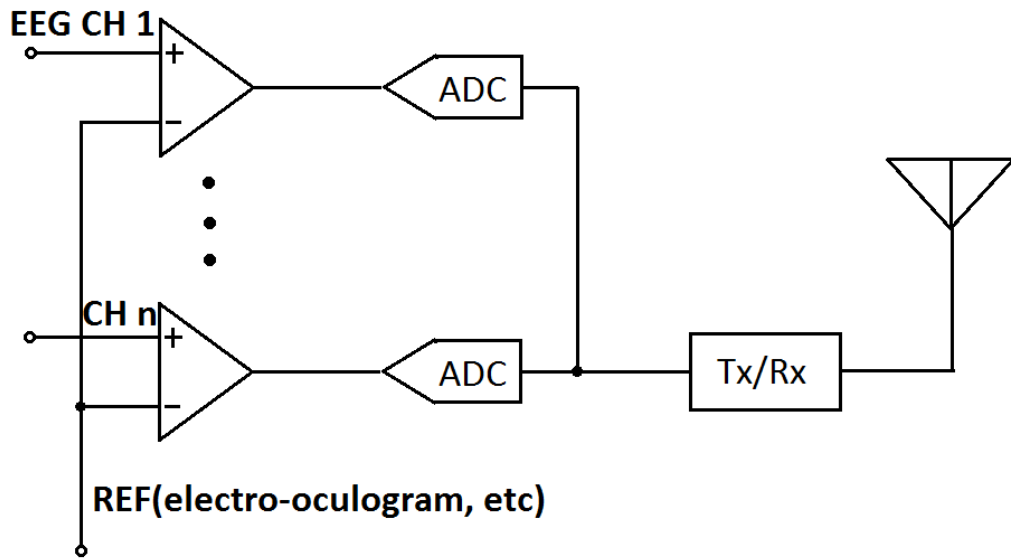 EEG CH 1
+
−
ADC
CH n
+
−
ADC
Tx/Rx
REF(electro-oculogram, etc)